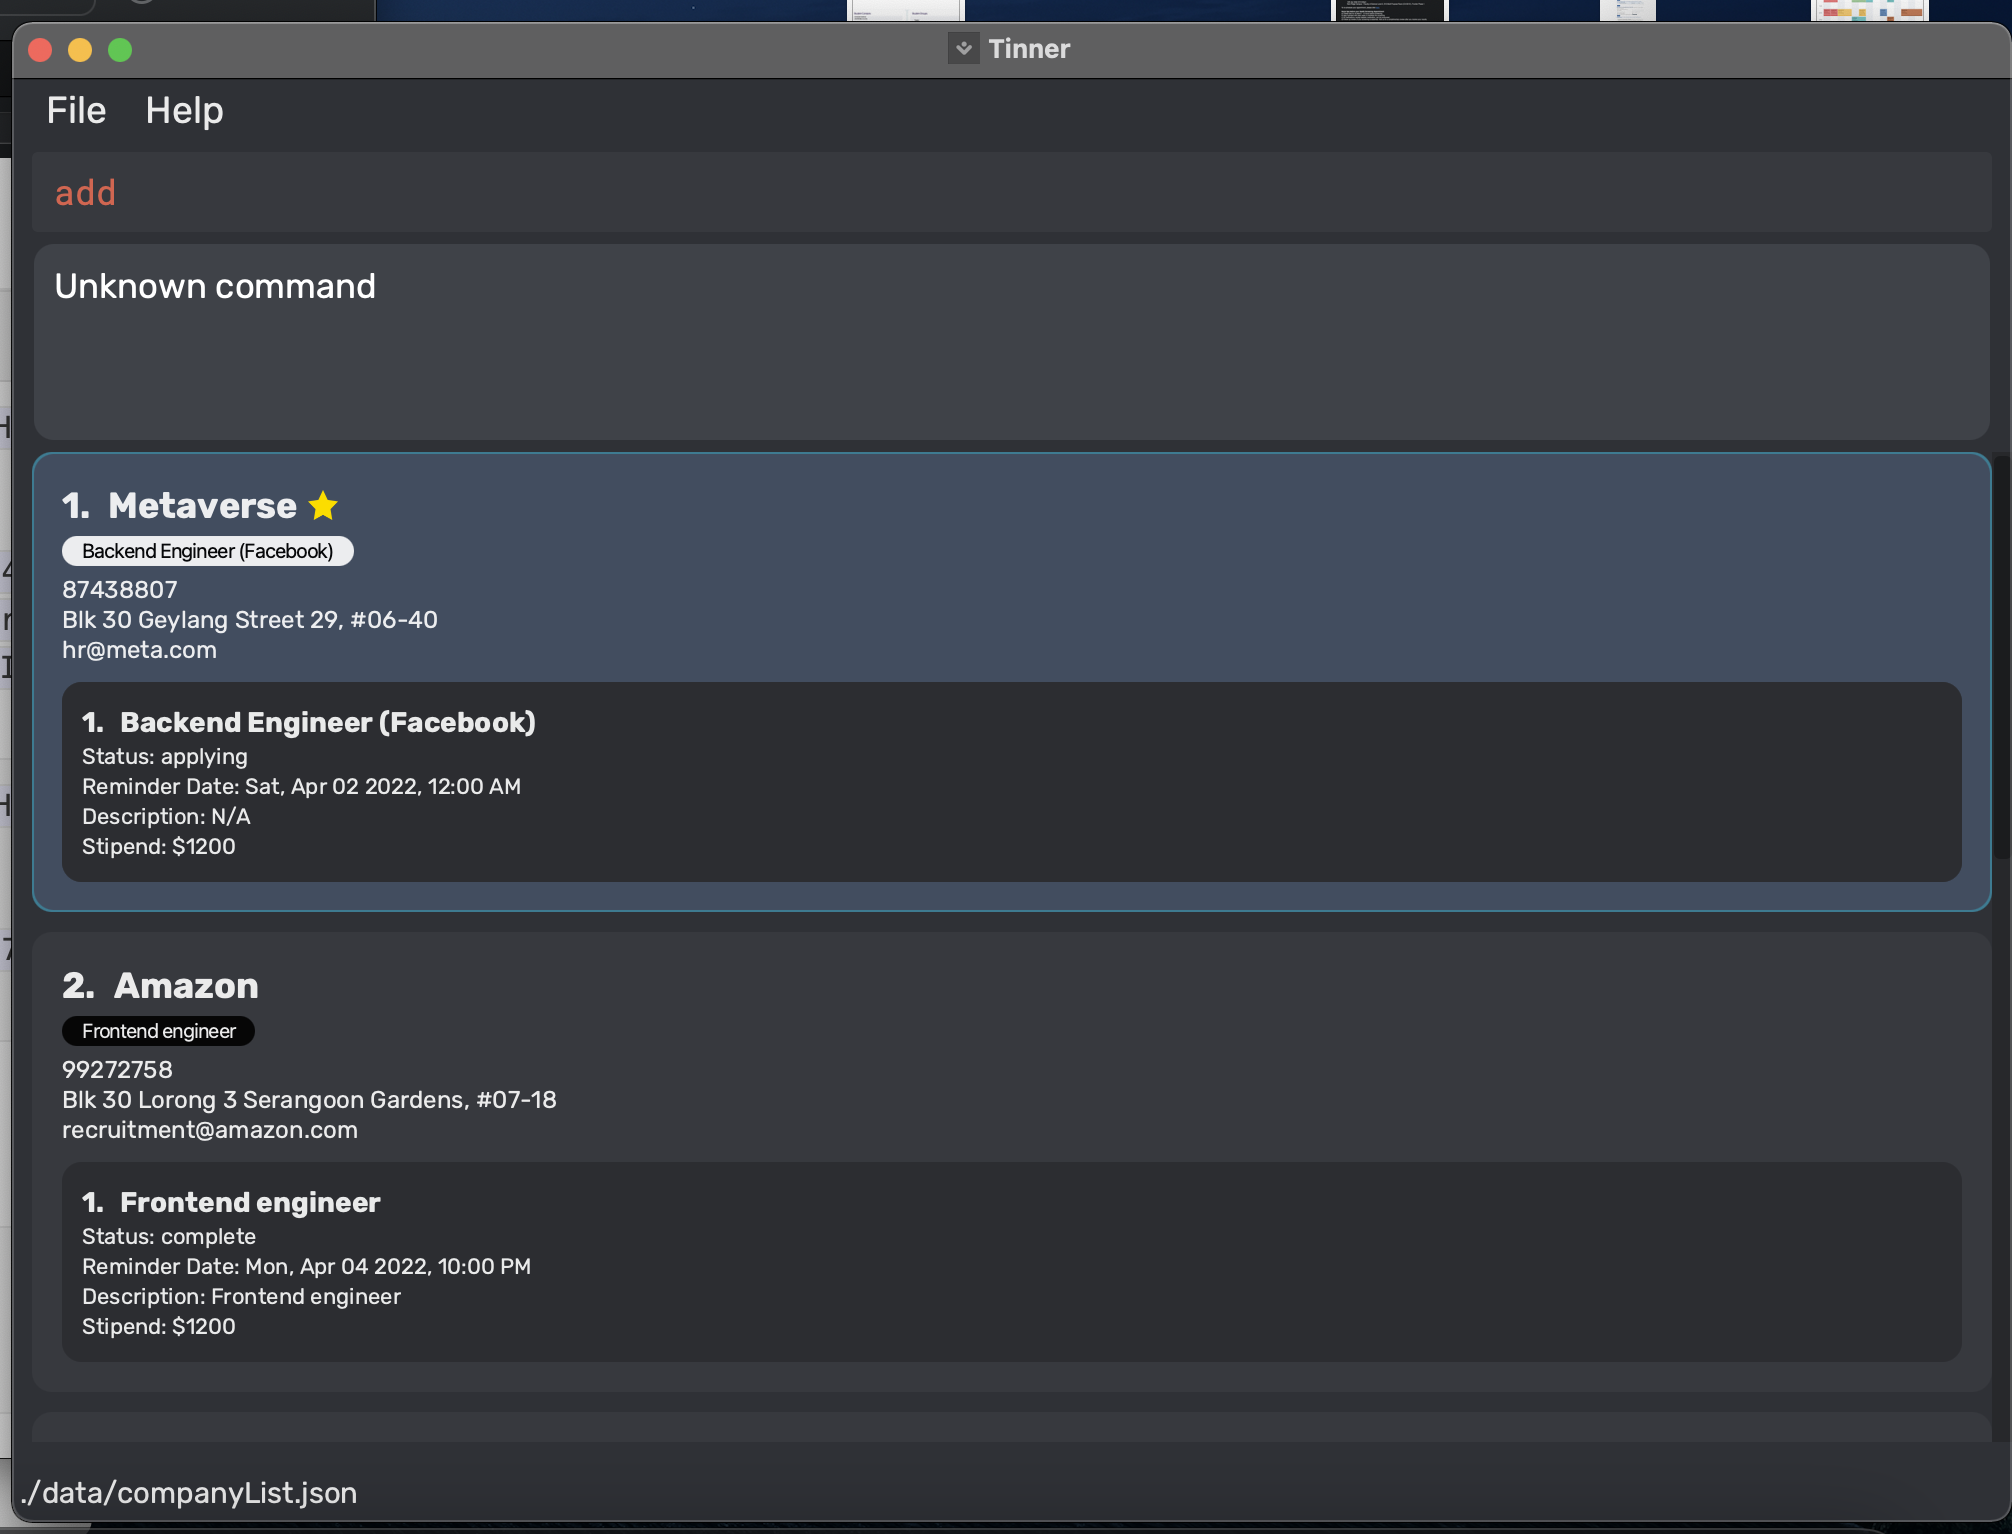 Tinner
File Help
add
Unknown command
1. Metaverse
Backend Engineer (Facebook)
87438807
Blk 30 Geylang Street 29, #06-40
hr@meta.com
1. Backend Engineer (Facebook)
Status: applying
Reminder Date: Sat, Apr 02 2022, 12:00 AM
Description: N/A
Stipend: $1200
2. Amazon
Frontend engineer
99272758
Blk 30 Lorong 3 Serangoon Gardens, #07-18
recruitment@amazon.com
1. Frontend engineer
Status: complete
Reminder Date: Mon, Apr 04 2022, 10:00 PM
Description: Frontend engineer
Stipend: $1200
./data/companyList.json